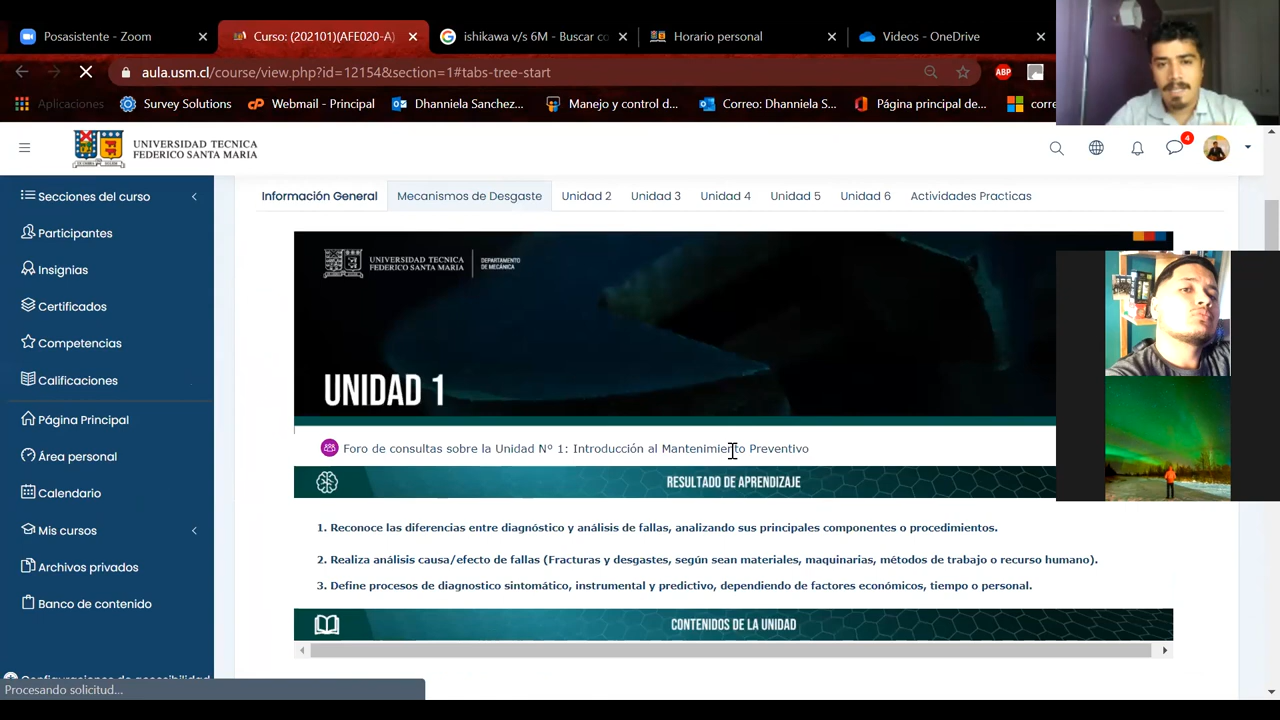 Posasistente - Zoom
Curso: (202101)(AFE020-A)
ishikawa v/s 6M - Buscar co
Horario personal
Videos - OneDrive
aula.usm.cl/course/view.php?id=12154&section=1#tabs-tree-start
ABP
Aplicaciones
Survey Solutions
Webmail - Principal
Dhanniela Sanchez...
Manejo y control d...
Correo: Dhanniela S...
Página principal de...
corre
UNIVERSIDAD TECNICA
FEDERICO SANTA MARIA
4
Secciones del curso
Participantes
Insignias
Certificados
Competencias
Calificaciones
Página Principal
Área personal
Calendario
Mis cursos
Archivos privados
Banco de contenido
Configuraciones de accesibilidad
Procesando solicitud...
Información General
Mecanismos de Desgaste
Unidad 2
Unidad 3
Unidad 4
Unidad 5
Unidad 6
Actividades Practicas
UNIVERSIDAD TECNICA
FEDERICO SANTA MARIA
DEPARTAMENTO
DE MECÁNICA
UNIDAD 1
Foro de consultas sobre la Unidad Nº 1: Introducción al Mantenimiento Preventivo
RESULTADO DE APRENDIZAJE
1. Reconoce las diferencias entre diagnóstico y análisis de fallas, analizando sus principales componentes o procedimientos.
2. Realiza análisis causa/efecto de fallas (Fracturas y desgastes, según sean materiales, maquinarias, métodos de trabajo o recurso humano).
3. Define procesos de diagnostico sintomático, instrumental y predictivo, dependiendo de factores económicos, tiempo o personal.
CONTENIDOS DE LA UNIDAD